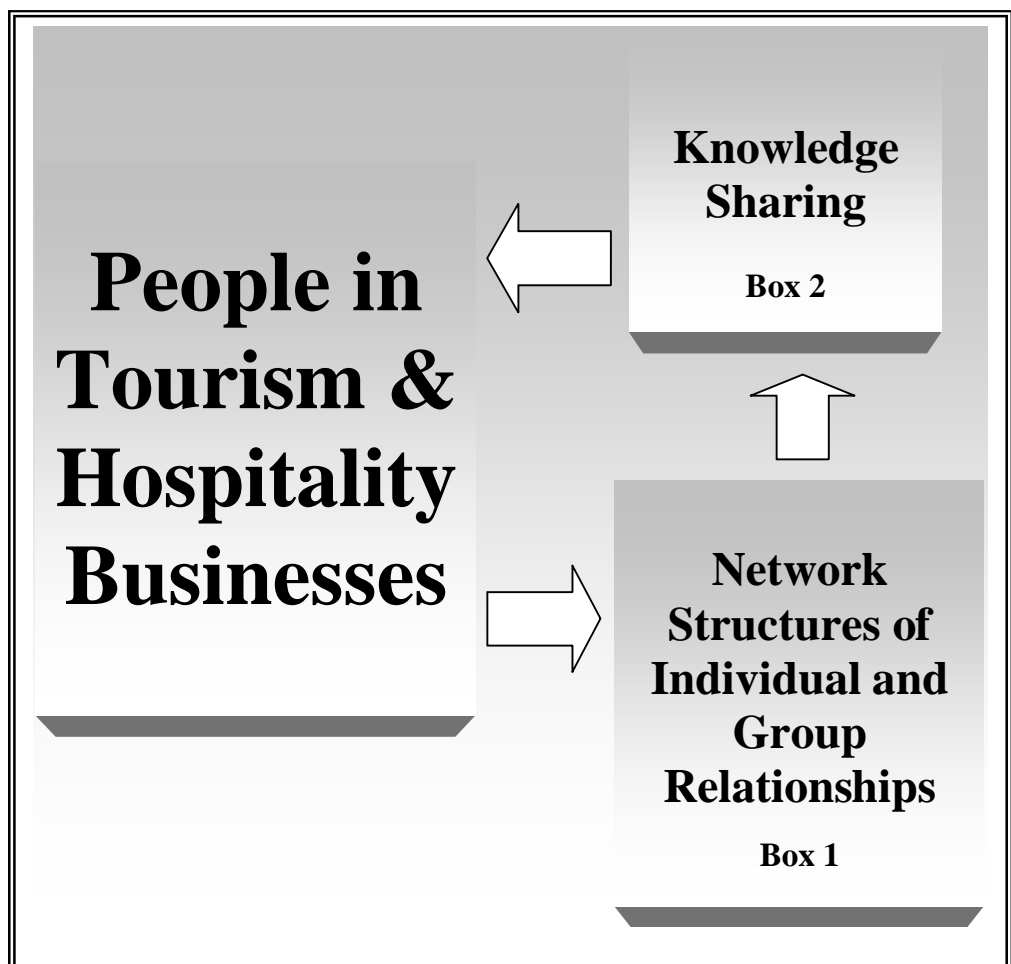 People in
Tourism &
Hospitality
Businesses
Knowledge
Sharing
Box 2
Network
Structures of
Individual and
Group
Relationships
Box 1